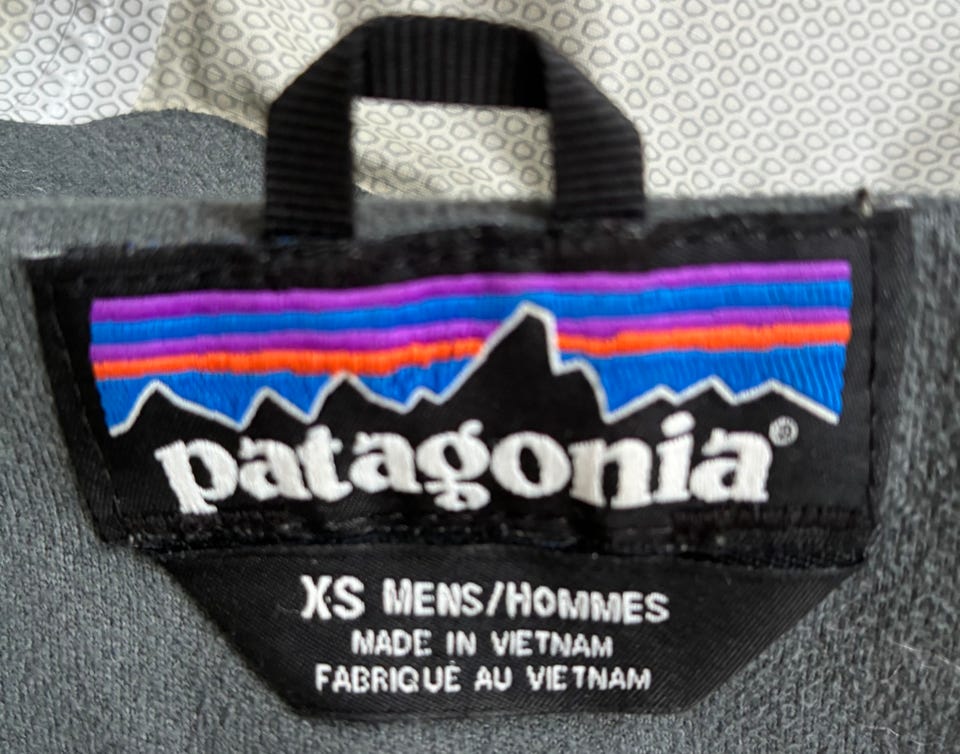 patagonia®
XS MENS/HOMMES
MADE IN VIETNAM
FABRIQUÉ AU VIETNAM